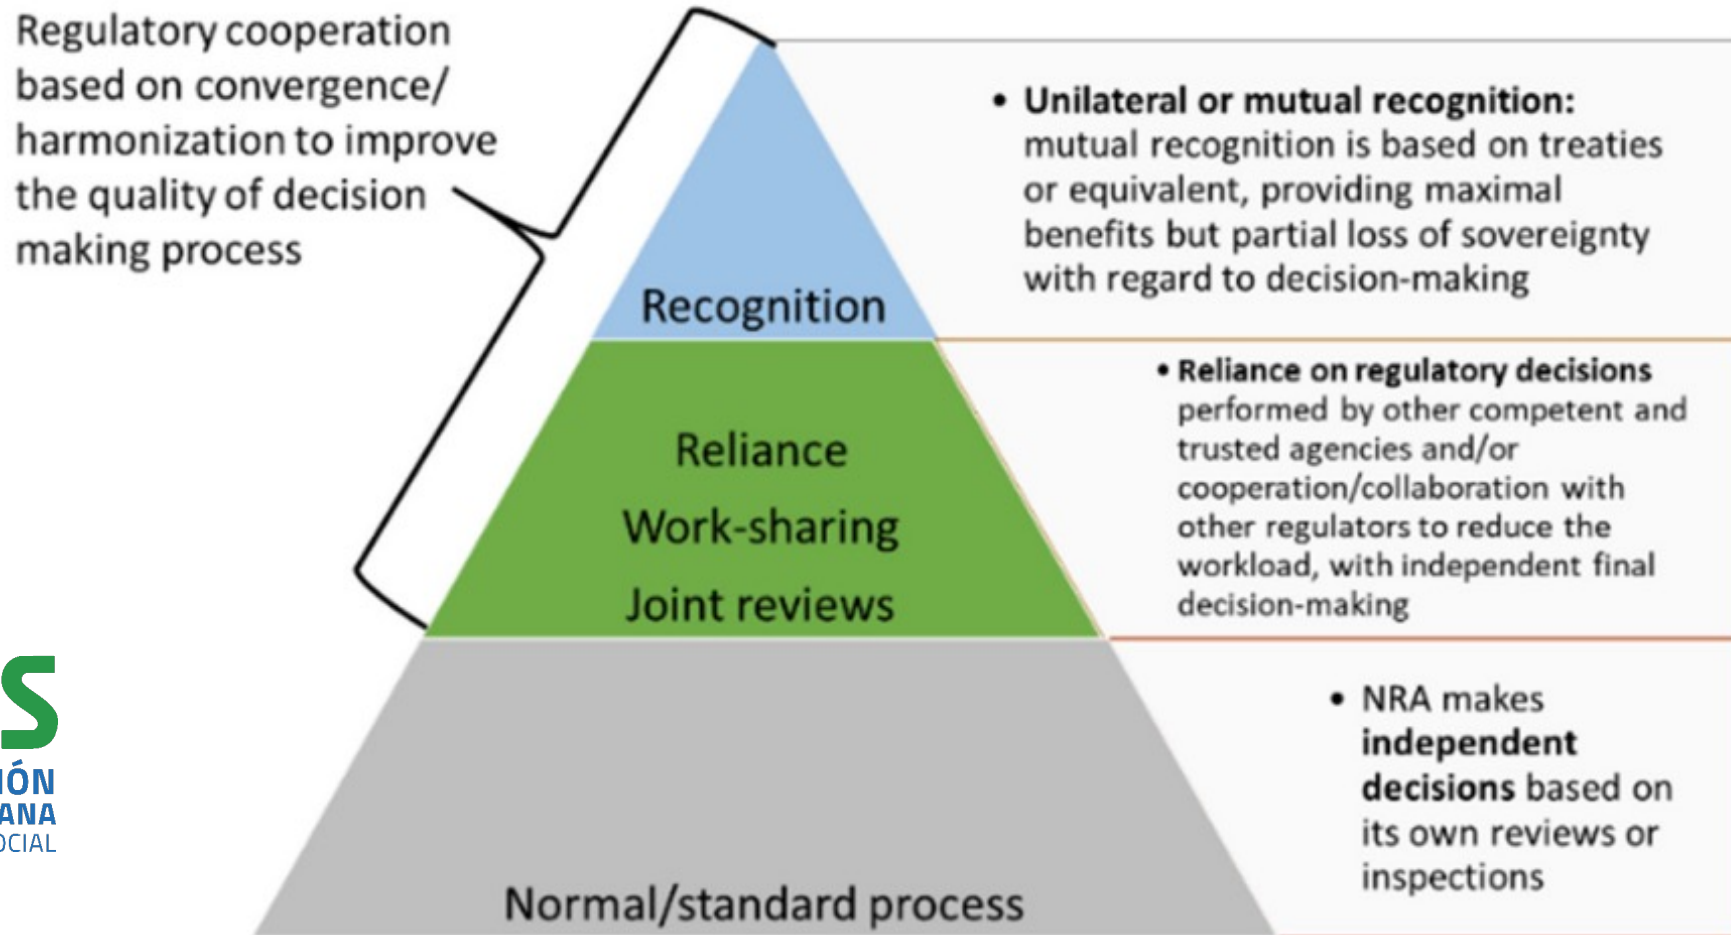 Regulatory cooperation
based on convergence/
harmonization to improve
the quality of decision
making process
Recognition
• Unilateral or mutual recognition:
mutual recognition is based on treaties
or equivalent, providing maximal
benefits but partial loss of sovereignty
with regard to decision-making
Reliance
Work-sharing
Joint reviews
• Reliance on regulatory decisions
performed by other competent and
trusted agencies and/or
cooperation/collaboration with
other regulators to reduce the
workload, with independent final
decision-making
Normal/standard process
• NRA makes
independent
decisions based on
its own reviews or
inspections
S
IÓN
ANA
OCIAL